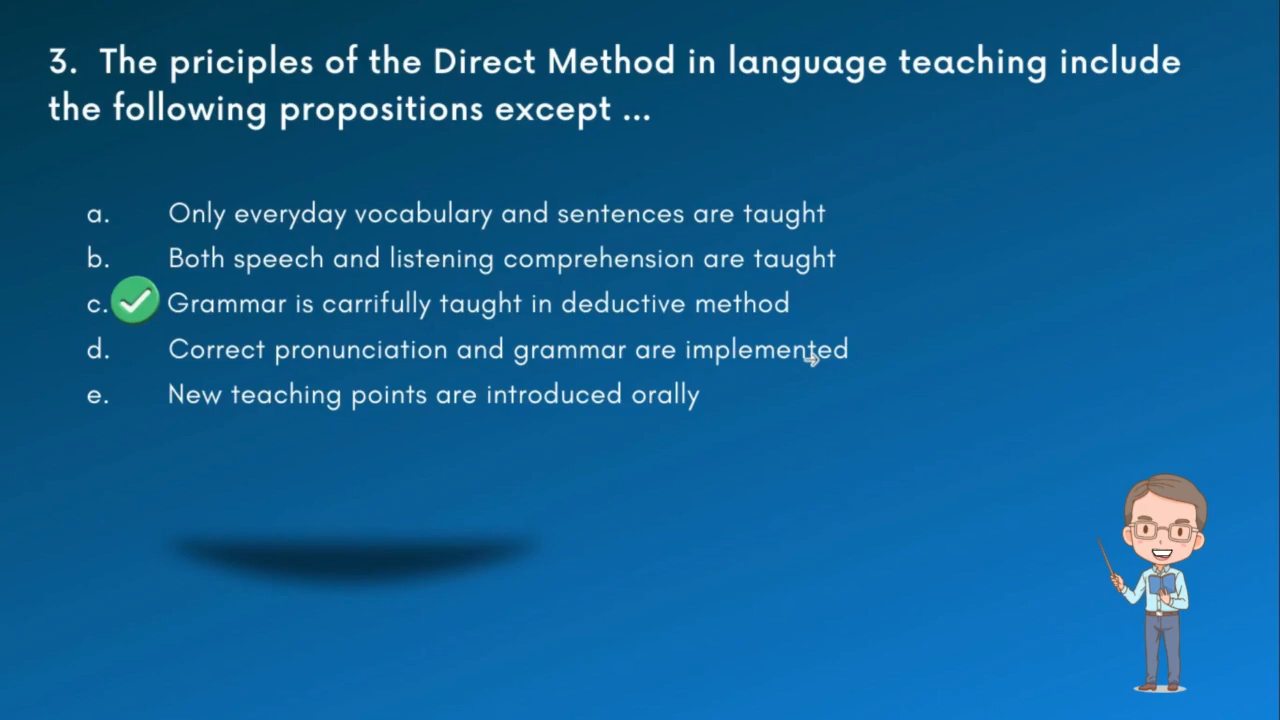 3. The priciples of the Direct Method in language teaching include
the following propositions except ...
a. Only everyday vocabulary and sentences are taught
b. Both speech and listening comprehension are taught
c. Grammar is carrifully taught in deductive method
d. Correct pronunciation and grammar are implemented
e. New teaching points are introduced orally